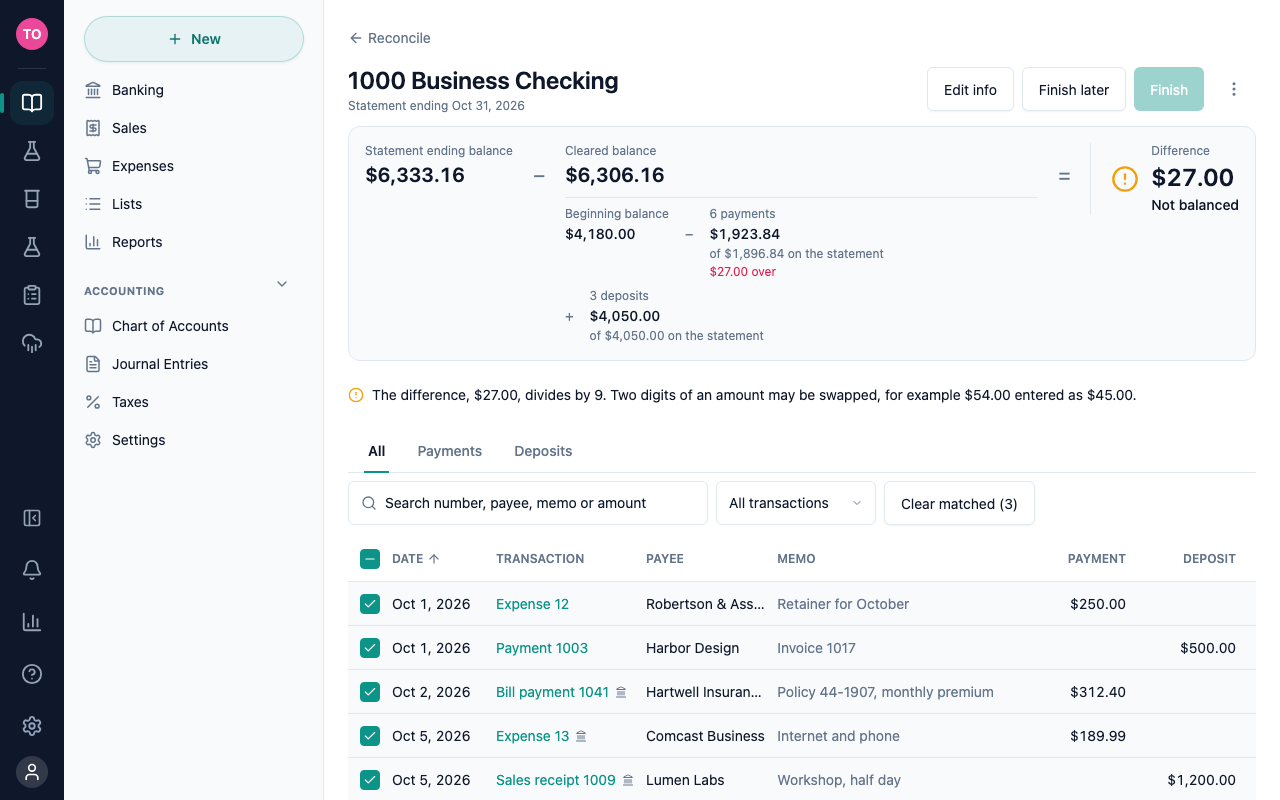 TO
New
Banking
Sales
Expenses
Lists
Reports
ACCOUNTING
Chart of Accounts
Journal Entries
Taxes
Settings
Reconcile
1000 Business Checking
Statement ending Oct 31, 2026
Edit info
Finish later
Finish
Statement ending balance
$6,333.16
−
Cleared balance
$6,306.16
=
Difference
$27.00
Not balanced
Beginning balance
$4,180.00
−
6 payments
$1,923.84
of $1,896.84 on the statement
$27.00 over
+
3 deposits
$4,050.00
of $4,050.00 on the statement
The difference, $27.00, divides by 9. Two digits of an amount may be swapped, for example $54.00 entered as $45.00.
All Payments Deposits
Search number, payee, memo or amount
All transactions
Clear matched (3)
DATE TRANSACTION PAYEE MEMO PAYMENT DEPOSIT
Oct 1, 2026 Expense 12 Robertson & Ass... Retainer for October $250.00
Oct 1, 2026 Payment 1003 Harbor Design Invoice 1017 $500.00
Oct 2, 2026 Bill payment 1041 Hartwell Insuran... Policy 44-1907, monthly premium $312.40
Oct 5, 2026 Expense 13 Comcast Business Internet and phone $189.99
Oct 5, 2026 Sales receipt 1009 Lumen Labs Workshop, half day $1,200.00